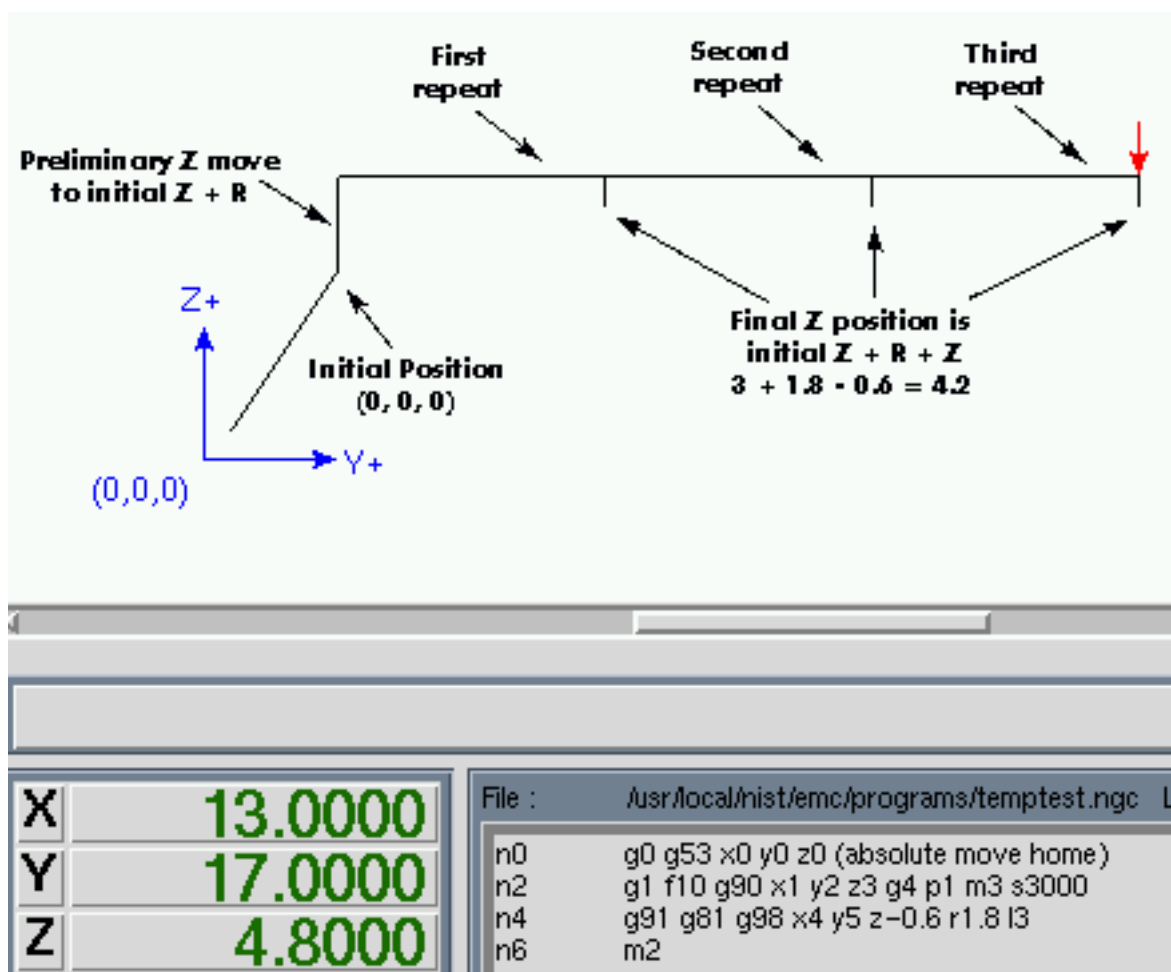 First
repeat
Second
repeat
Third
repeat
Preliminary Z move
to initial Z + R
Z+
Initial Position
(0, 0, 0)
Final Z position is
initial Z + R + Z
3 + 1.8 - 0.6 = 4.2
Y+
(0,0,0)
X 13.0000
Y 17.0000
Z 4.8000
File : /usr/local/nist/emc/programs/temptest.ngc L
n0 g0 g53 x0 y0 z0 (absolute move home)
n2 g1 f10 g90 x1 y2 z3 g4 p1 m3 s3000
n4 g91 g81 g98 x4 y5 z-0.6 r1.8 l3
n6 m2